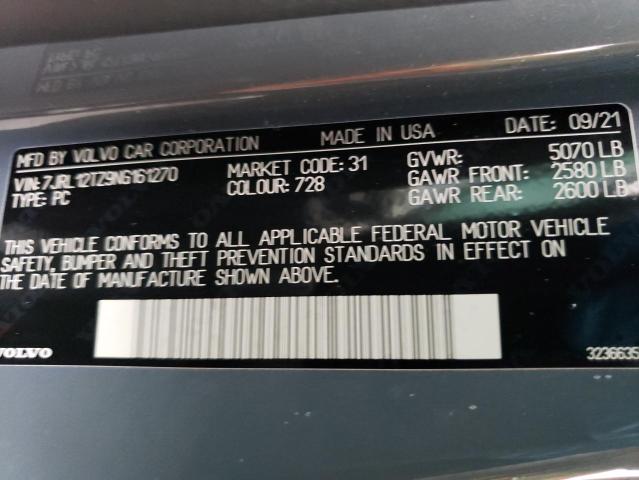 MFD BY VOLVO CAR CORPORATION MADE IN USA DATE: 09/21
VIN:7JRL12TZ9NG161270 MARKET CODE: 31 GVWR: 5070 LB
TYPE: PC COLOUR: 728 GAWR FRONT: 2580 LB
GAWR REAR: 2600 LB
THIS VEHICLE CONFORMS TO ALL APPLICABLE FEDERAL MOTOR VEHICLE
SAFETY, BUMPER AND THEFT PREVENTION STANDARDS IN EFFECT ON
THE DATE OF MANUFACTURE SHOWN ABOVE.
VOLVO 3236635